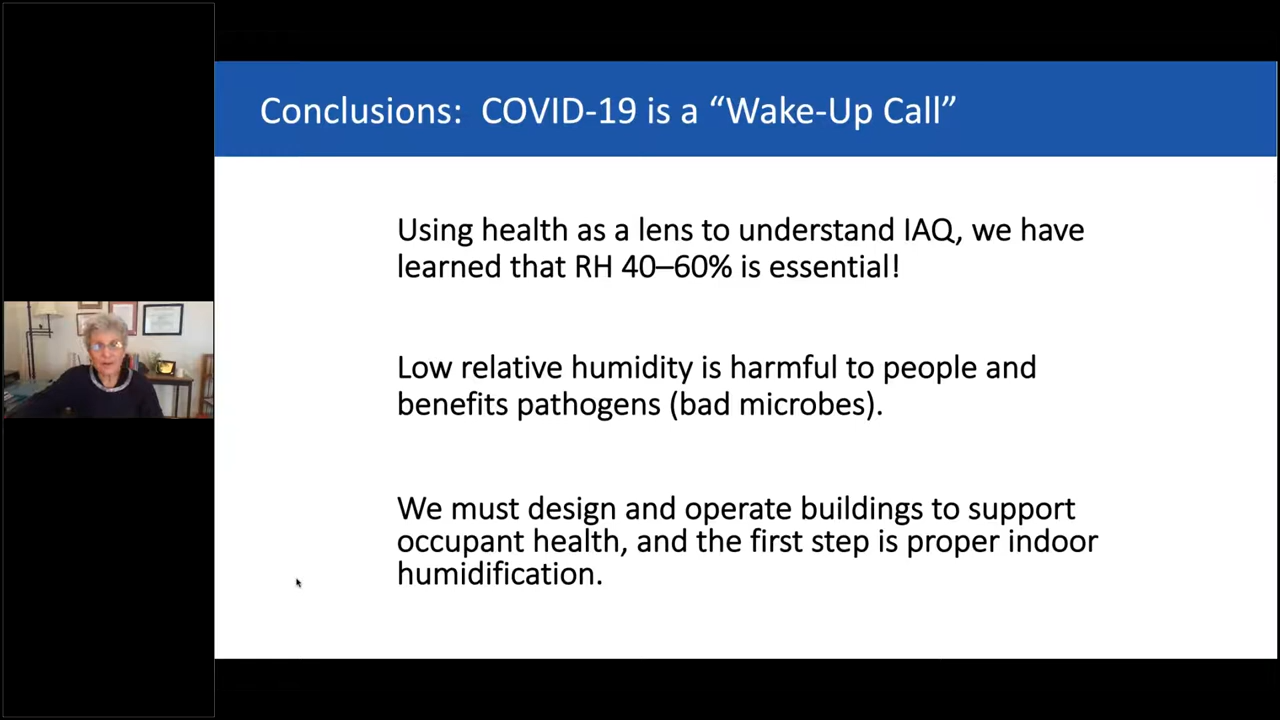 Conclusions: COVID-19 is a “Wake-Up Call”
Using health as a lens to understand IAQ, we have
learned that RH 40–60% is essential!
Low relative humidity is harmful to people and
benefits pathogens (bad microbes).
We must design and operate buildings to support
occupant health, and the first step is proper indoor
humidification.